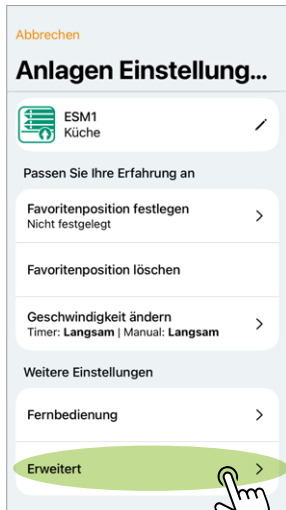 Abbrechen
Anlagen Einstellung...
ESM1
Küche
Passen Sie Ihre Erfahrung an
Favoritenposition festlegen
Nicht festgelegt
Favoritenposition löschen
Geschwindigkeit ändern
Timer: Langsam | Manual: Langsam
Weitere Einstellungen
Fernbedienung
Erweitert